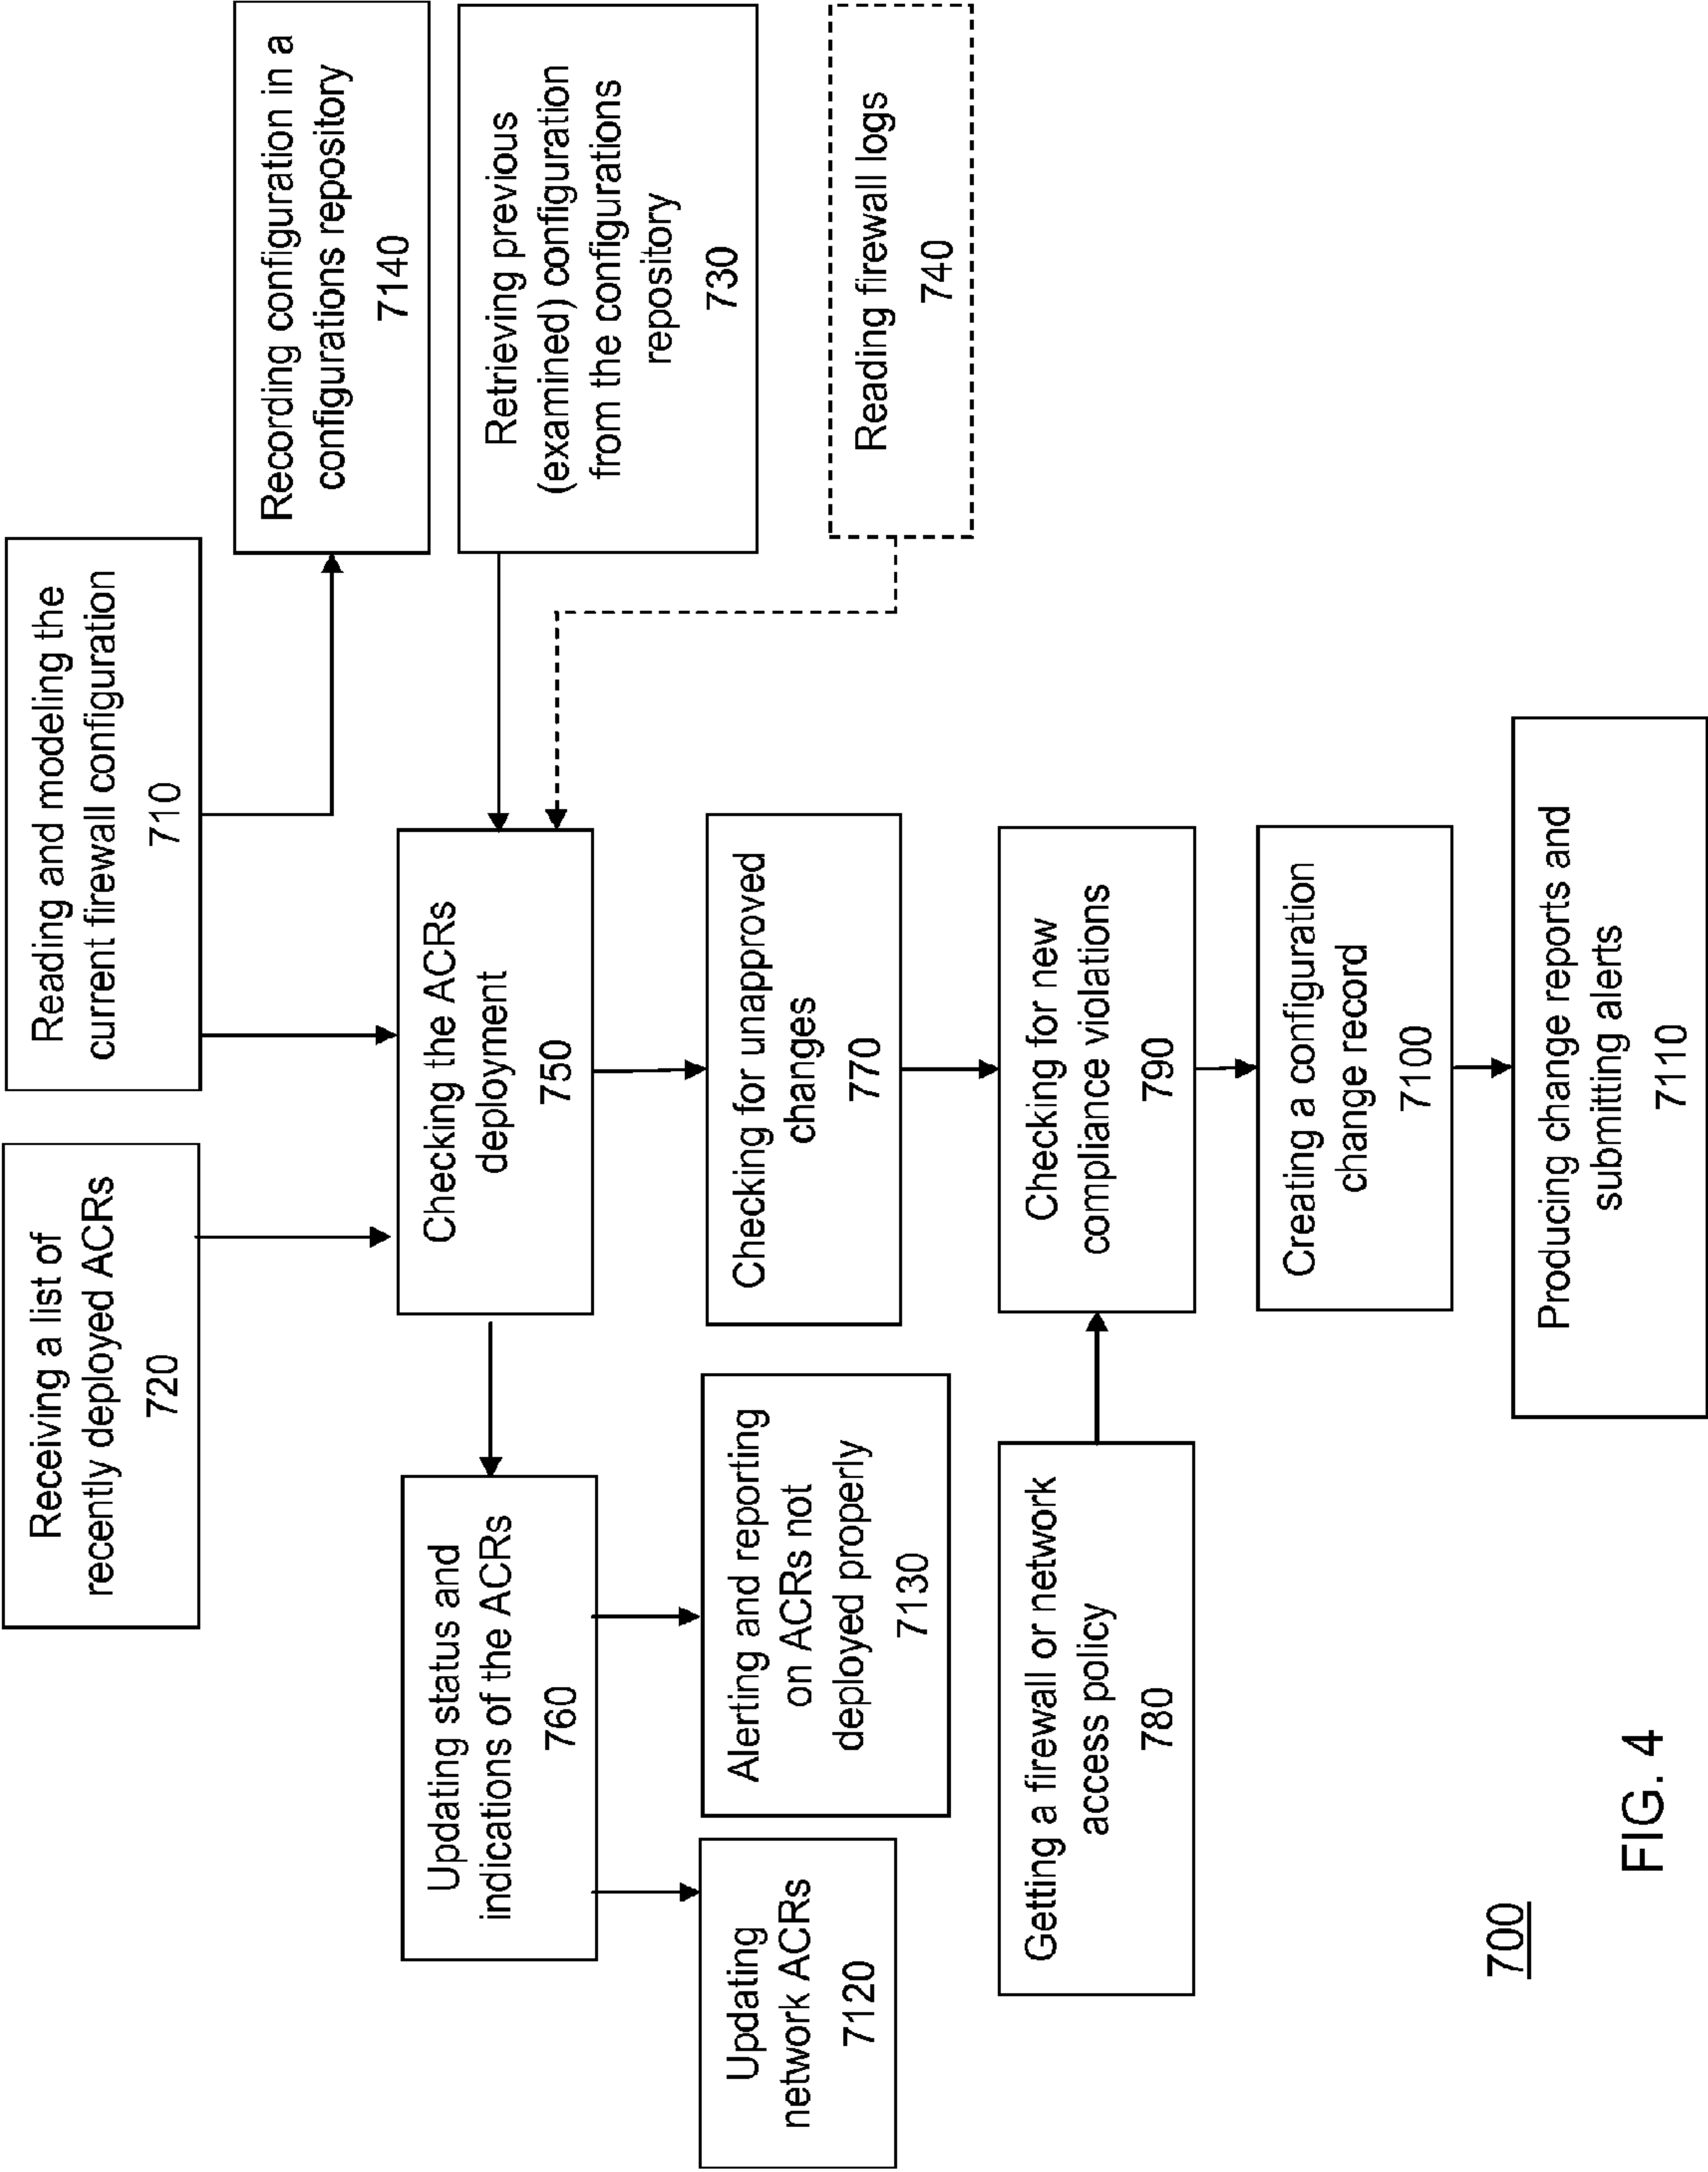 Receiving a list of
recently deployed ACRs
720
Reading and modeling the
current firewall configuration
710
Recording configuration in a
configurations repository
7140
Retrieving previous
(examined) configuration
from the configurations
repository
730
Reading firewall logs
740
Checking the ACRs
deployment
750
Updating status and
indications of the ACRs
760
Updating
network ACRs
7120
Alerting and reporting
on ACRs not
deployed properly
7130
Checking for unapproved
changes
770
Getting a firewall or network
access policy
780
Checking for new
compliance violations
790
Creating a configuration
change record
7100
Producing change reports and
submitting alerts
7110
700
FIG. 4